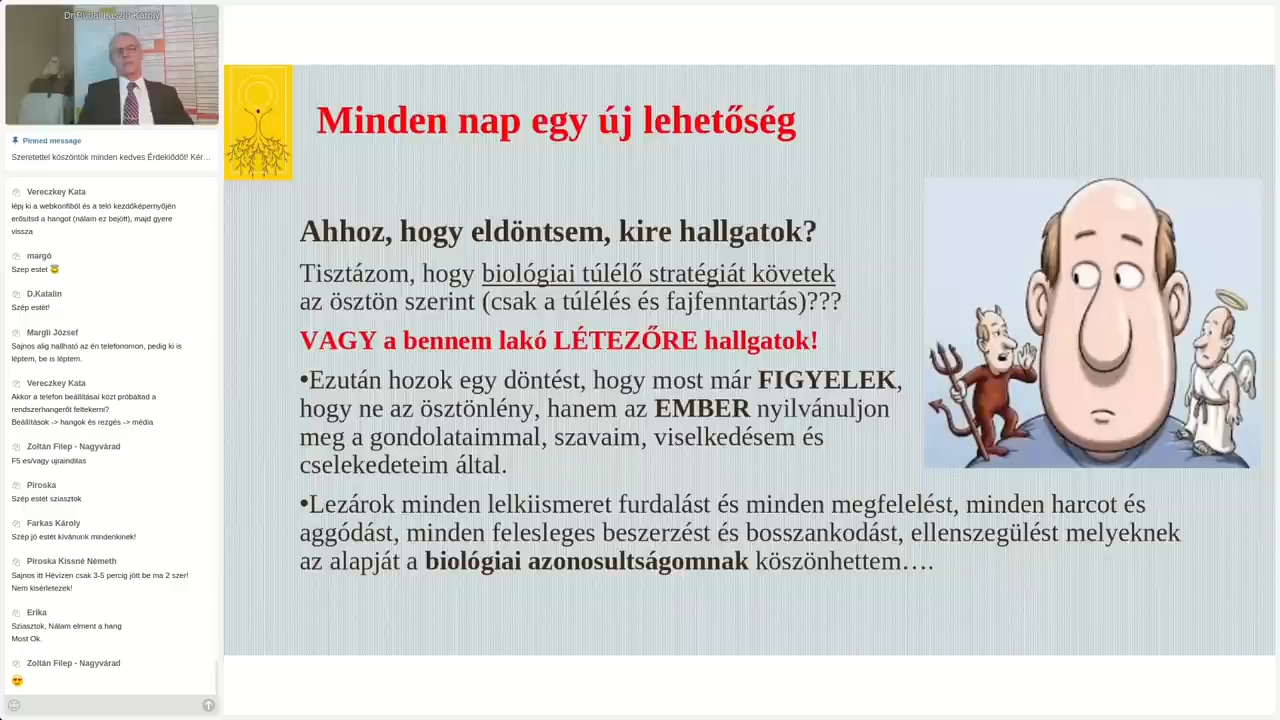 Dr Budai László Károly
Pinned message
Szeretettel köszöntök minden kedves Érdeklődőt! Kér…
Vereczkey Kata
lépj ki a webkonfiból és a teló kezdőképernyőjén
erősítsd a hangot (nálam ez bejött), majd gyere
vissza
margó
Szep estet 😇
D.Katalin
Szép estét!
Margli József
Sajnos alig nallható az én telefonomon, pedig ki is
léptem, be is léptem.
Vereczkey Kata
Akkor a telefon beállításai közt próbáltad a
rendszerhangerőt feltekerni?
Beállítások -> hangok és rezgés -> média
Zoltán Filep - Nagyvárad
F5 es/vagy ujrainditas
Piroska
Szép estét sziasztok
Farkas Károly
Szép jó estét kívánunk mindenkinek!
Piroska Kissné Németh
Sajnos itt Hévizen csak 3-5 percig jött be ma 2 szer!
Nem kisérletezek!
Erika
Sziasztok, Nálam elment a hang
Most Ok.
Zoltán Filep - Nagyvárad
😍
Minden nap egy új lehetőség
Ahhoz, hogy eldöntsem, kire hallgatok?
Tisztázom, hogy biológiai túlélő stratégiát követek
az ösztön szerint (csak a túlélés és fajfenntartás)???
VAGY a bennem lakó LÉTEZŐRE hallgatok!
•Ezután hozok egy döntést, hogy most már FIGYELEK,
hogy ne az ösztönlény, hanem az EMBER nyilvánuljon
meg a gondolataimmal, szavaim, viselkedésem és
cselekedeteim által.
•Lezárok minden lelkiismeret furdalást és minden megfelelést, minden harcot és
aggódást, minden felesleges beszerzést és bosszankodást, ellenszegülést melyeknek
az alapját a biológiai azonosultságomnak köszönhettem….